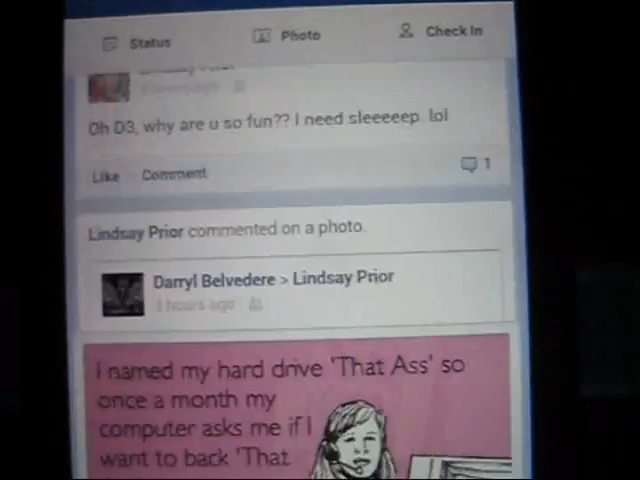 Status
Photo
Check In
Oh D3, why are u so fun?? I need sleeeeep. lol
Like Comment 1
Lindsay Prior commented on a photo.
Darryl Belvedere > Lindsay Prior
3 hours ago
I named my hard drive 'That Ass' so
once a month my
computer asks me if I
want to back 'That